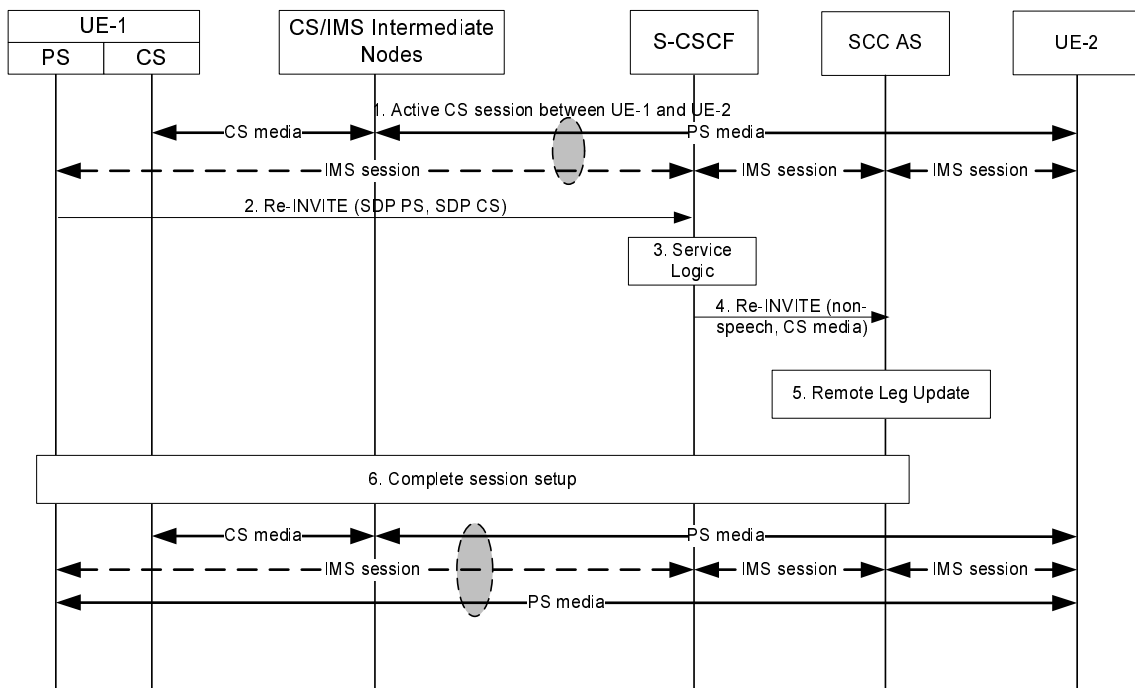 UE-1
PS
CS
CS/IMS Intermediate
Nodes
S-CSCF
SCC AS
UE-2
1. Active CS session between UE-1 and UE-2
CS media
PS media
IMS session
IMS session
IMS session
2. Re-INVITE (SDP PS, SDP CS)
3. Service
Logic
4. Re-INVITE (non-
speech, CS media)
5. Remote Leg Update
6. Complete session setup
CS media
PS media
IMS session
IMS session
IMS session
PS media